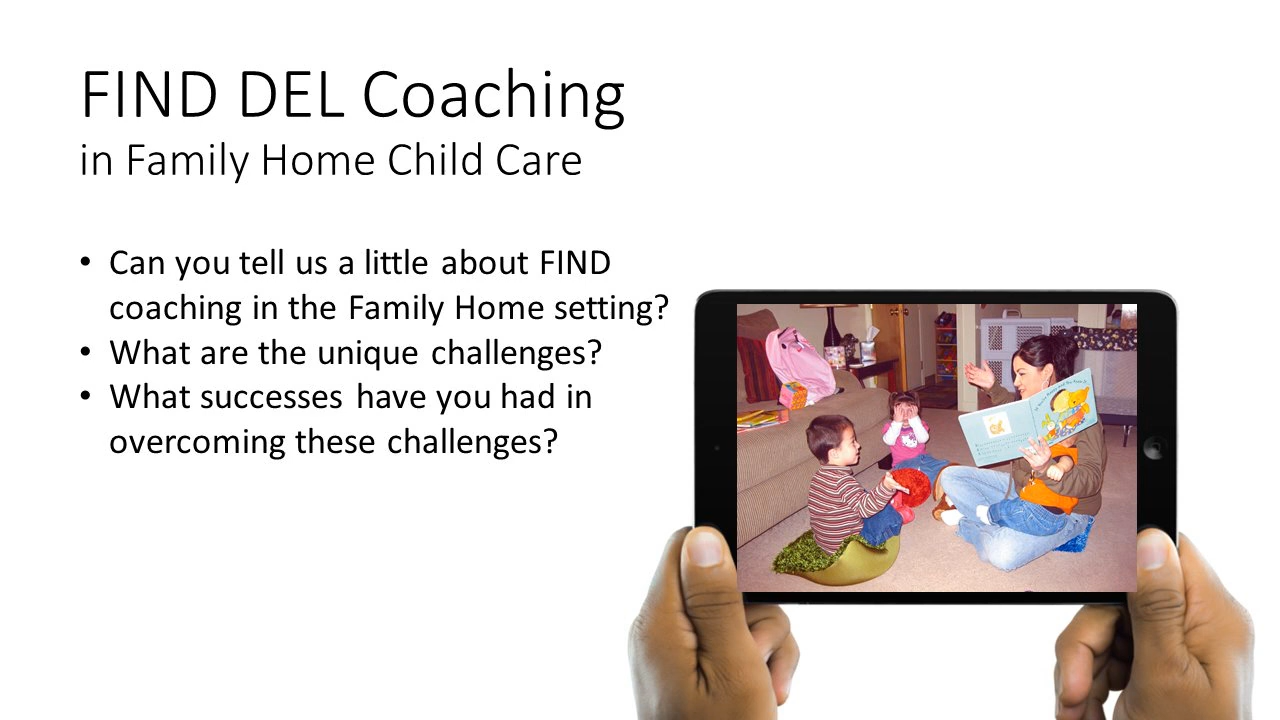 FIND DEL Coaching
in Family Home Child Care
• Can you tell us a little about FIND
coaching in the Family Home setting?
• What are the unique challenges?
• What successes have you had in
overcoming these challenges?